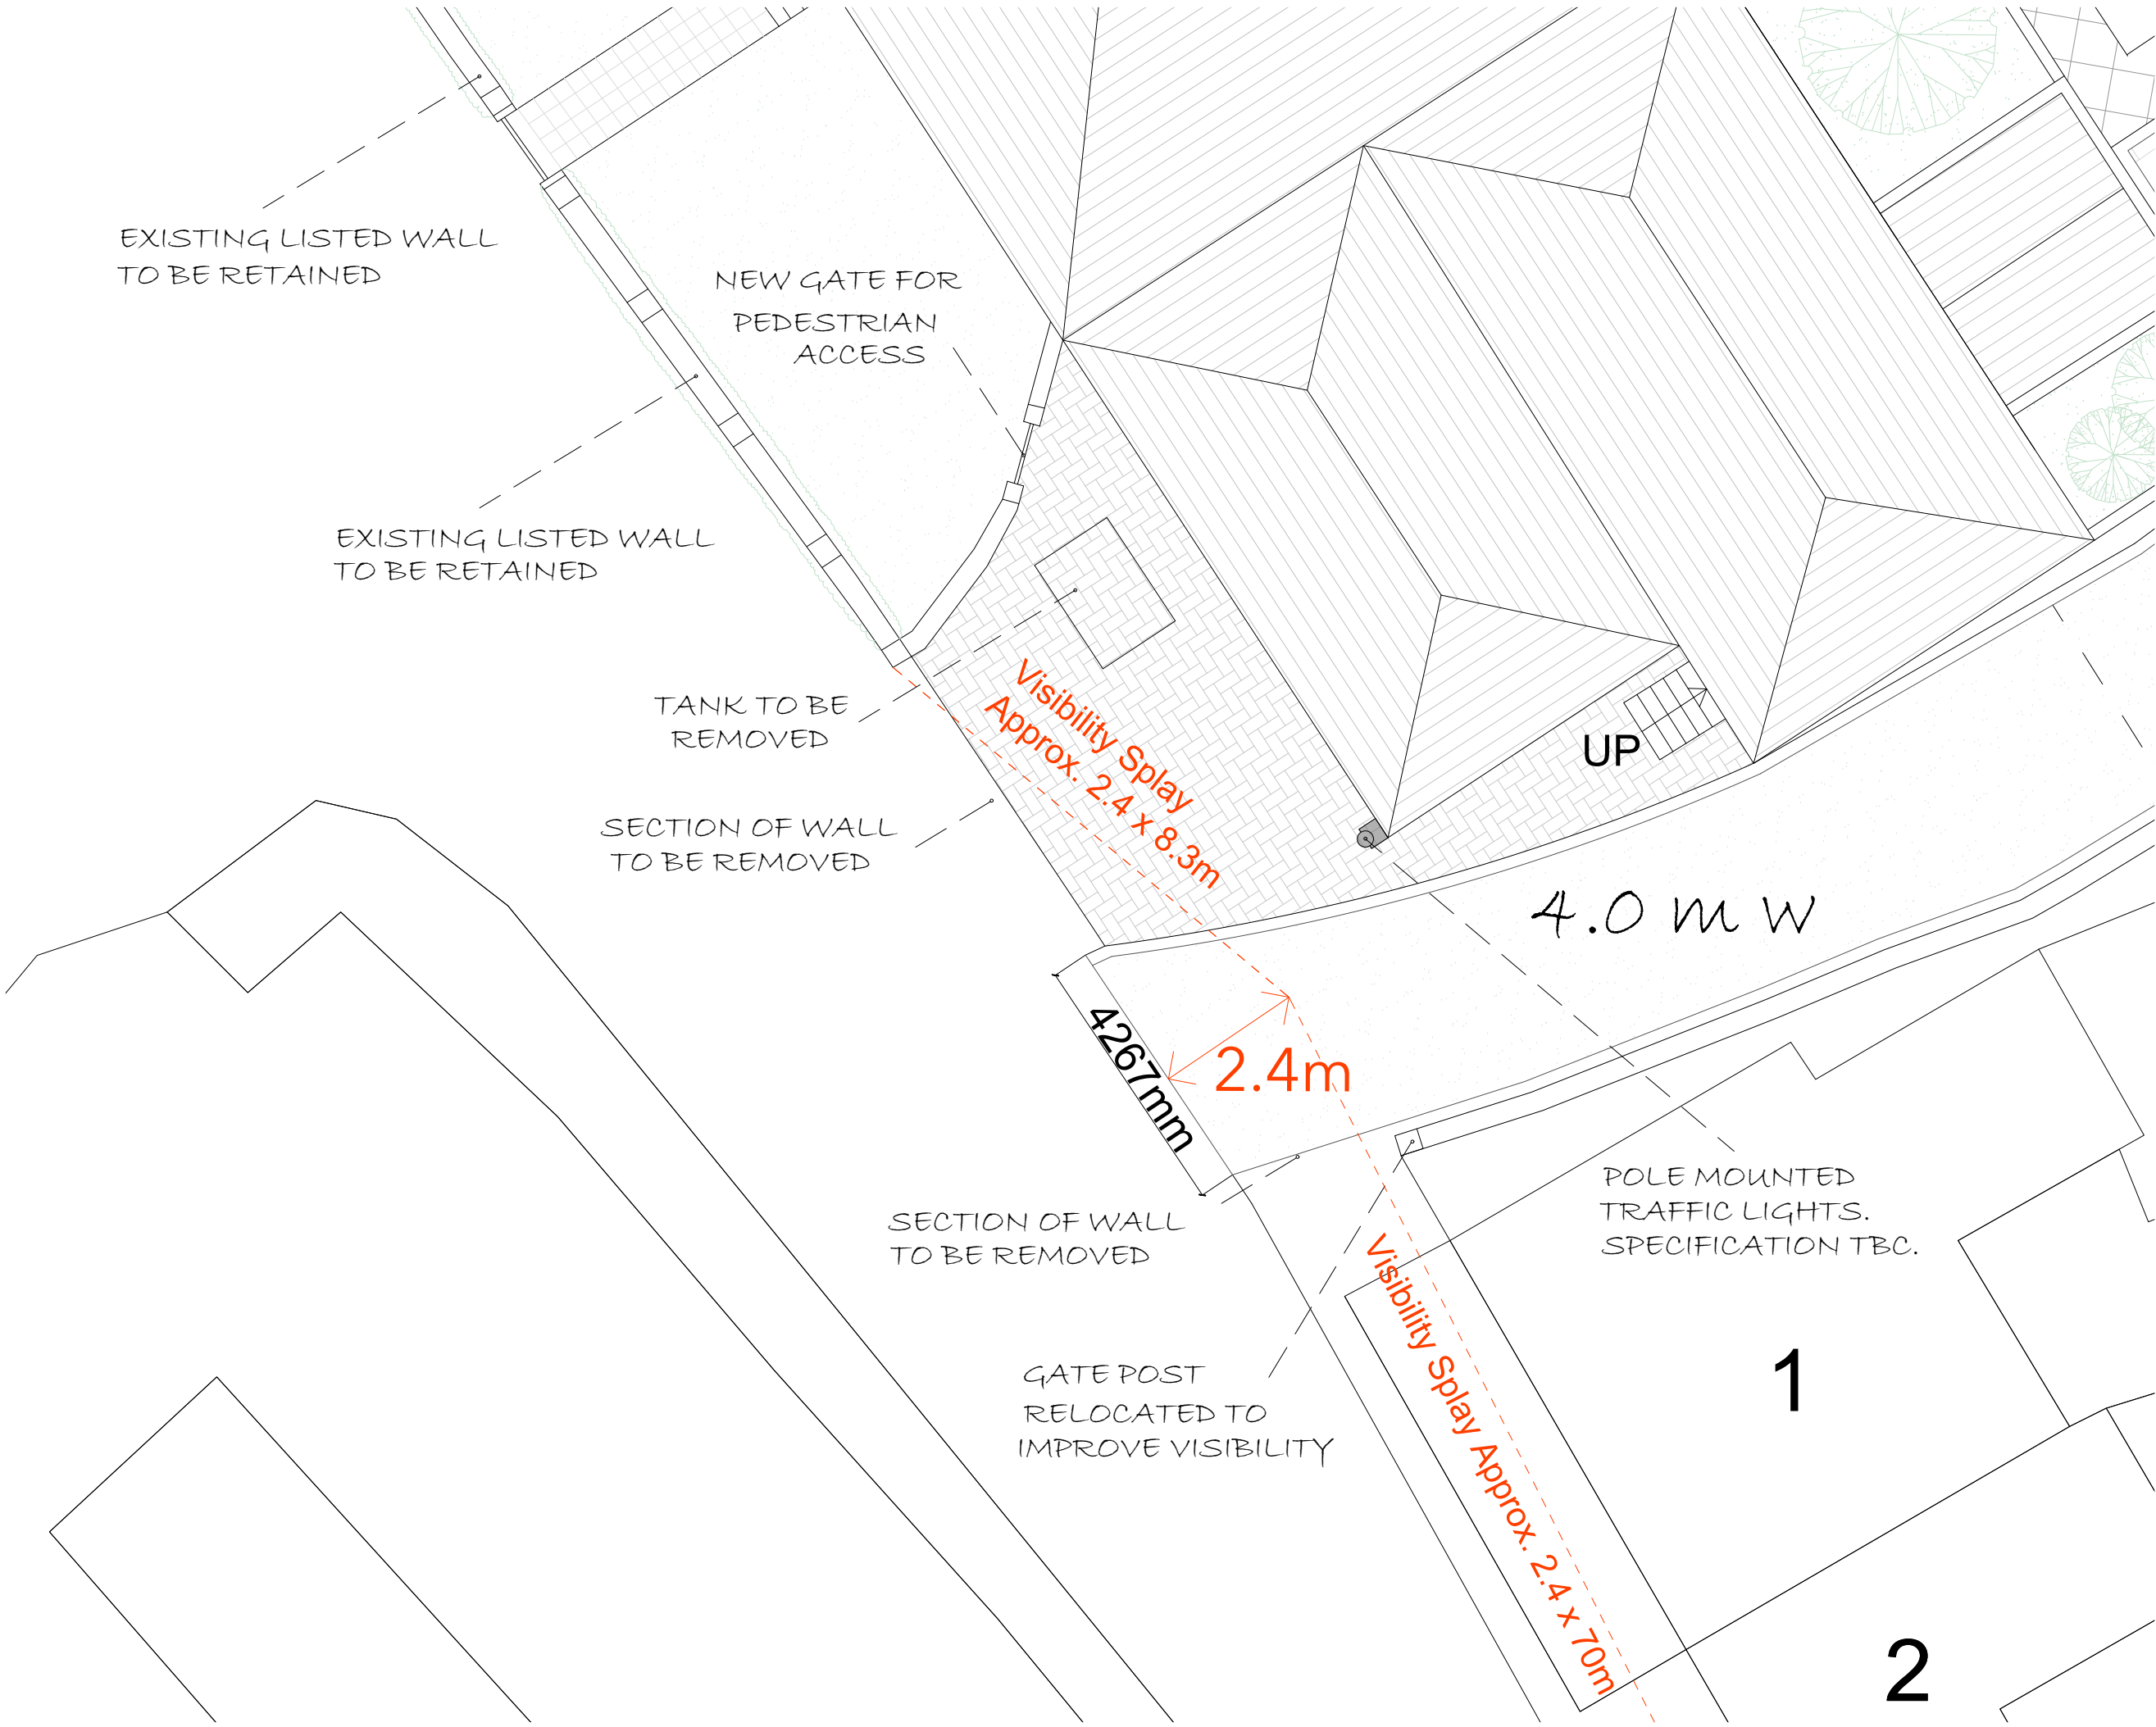 EXISTING LISTED WALL
TO BE RETAINED
NEW GATE FOR
PEDESTRIAN
ACCESS
EXISTING LISTED WALL
TO BE RETAINED
TANK TO BE
REMOVED
Visibility Splay
Approx. 2.4 x 8.3m
UP
SECTION OF WALL
TO BE REMOVED
4.0 m W
4267mm
2.4m
POLE MOUNTED
TRAFFIC LIGHTS.
SPECIFICATION TBC.
SECTION OF WALL
TO BE REMOVED
Visibility Splay Approx. 2.4 x 70m
GATE POST
RELOCATED TO
IMPROVE VISIBILITY
1
2